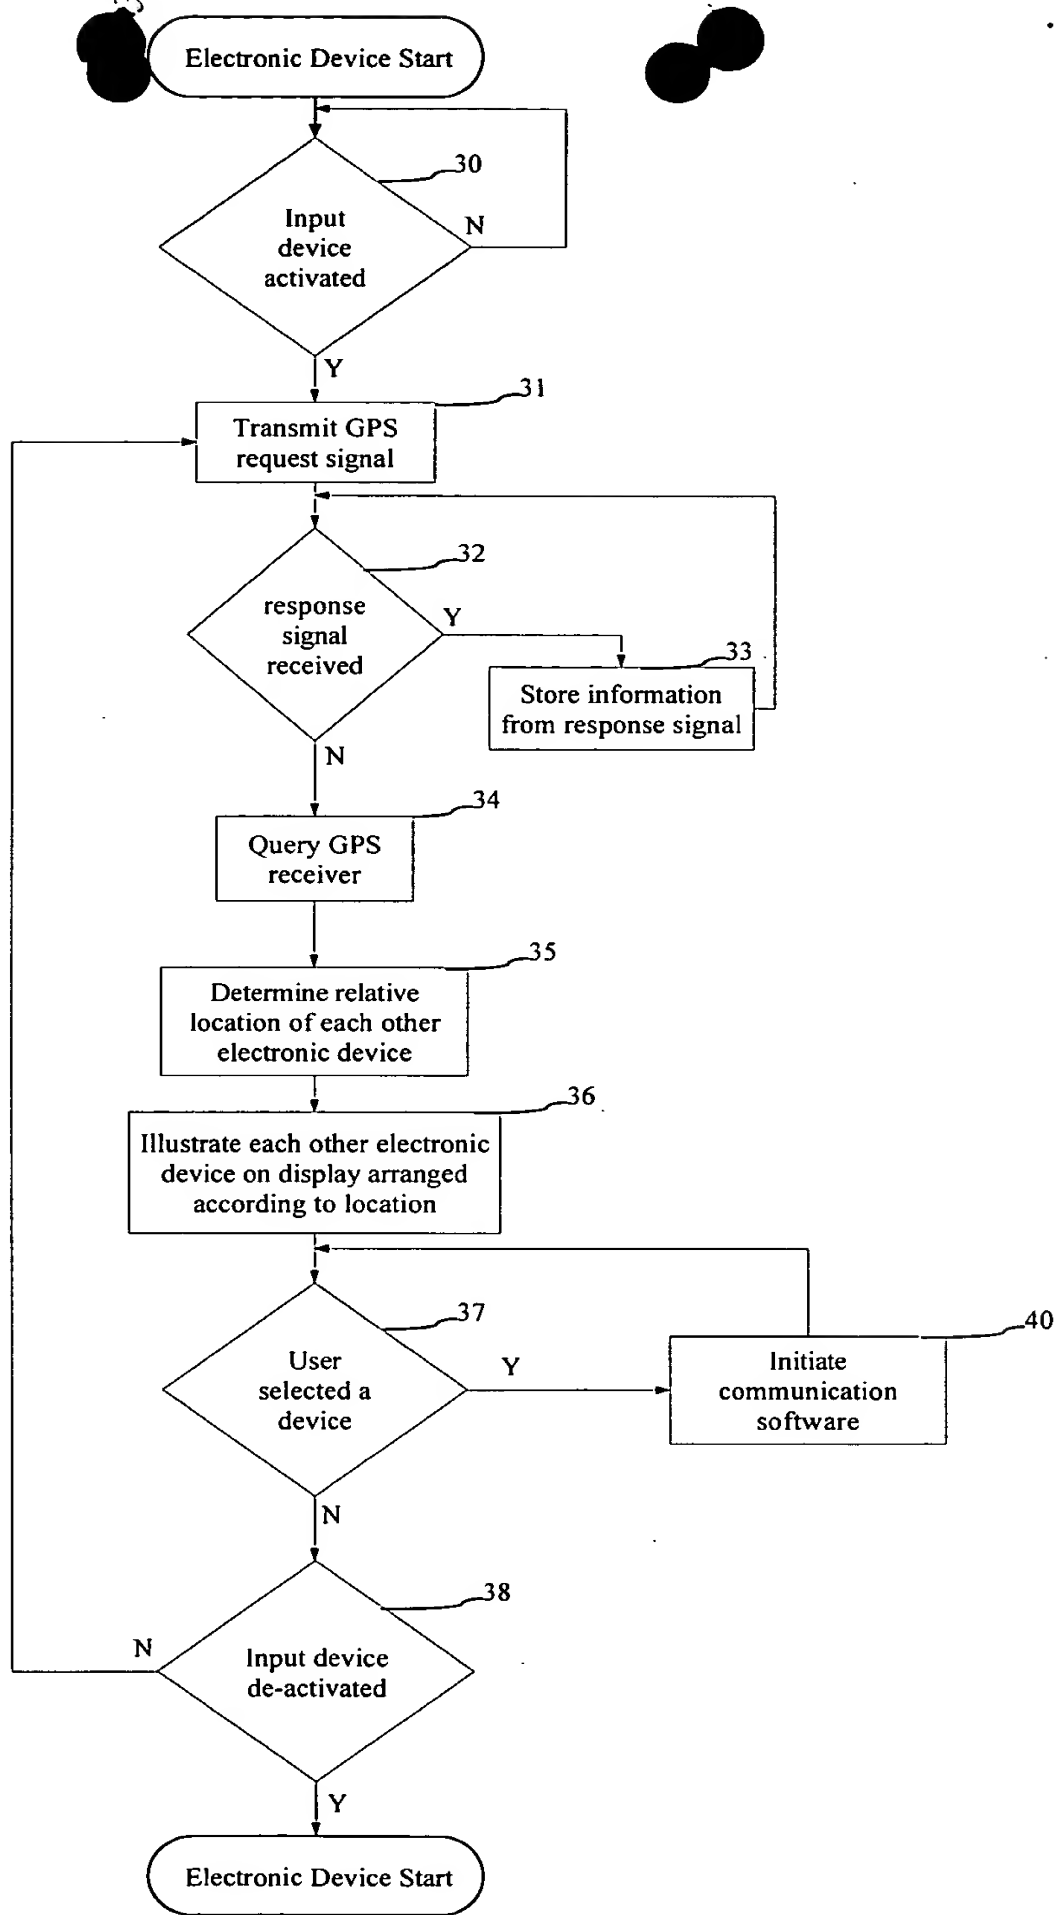 Electronic Device Start
30
Input
device
activated
N
Y
31
Transmit GPS
request signal
32
response
signal
received
Y
33
Store information
from response signal
N
34
Query GPS
receiver
35
Determine relative
location of each other
electronic device
36
Illustrate each other electronic
device on display arranged
according to location
37
User
selected a
device
Y
40
Initiate
communication
software
N
38
Input device
de-activated
N
Y
Electronic Device Start